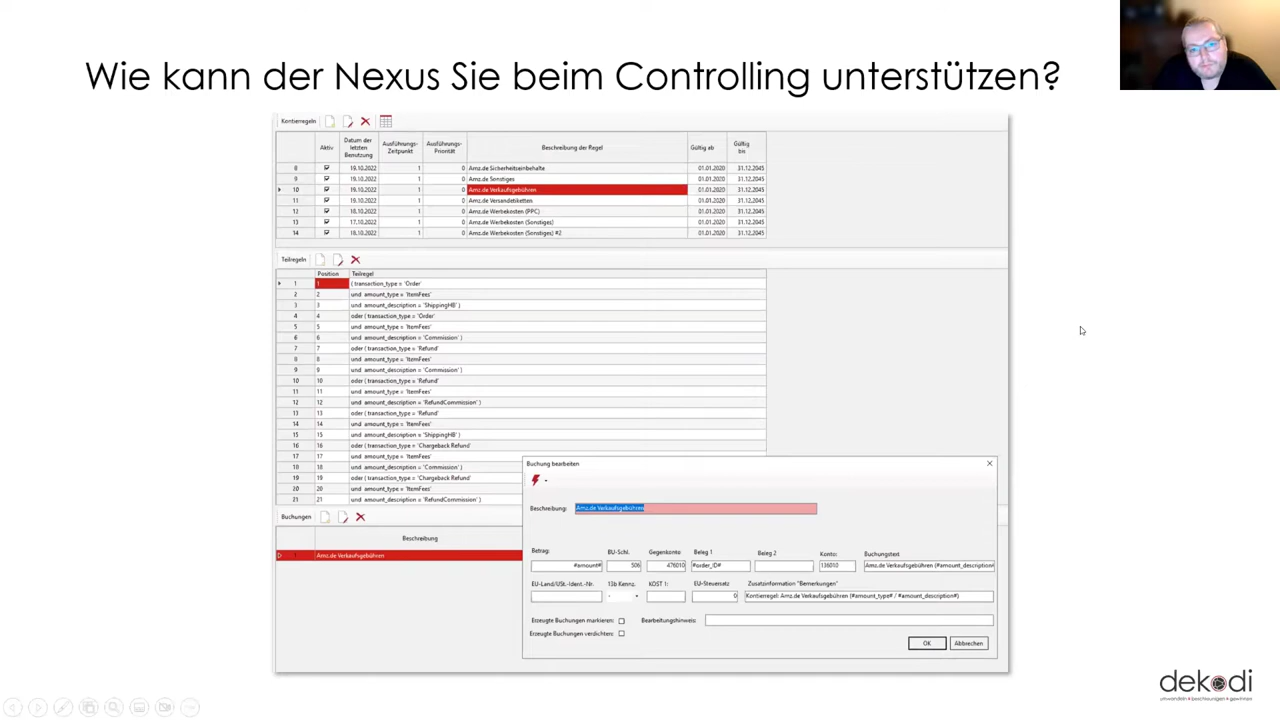 Wie kann der Nexus Sie beim Controlling unterstützen?
Kontierregeln
Aktiv Datum der letzten Benutzung Ausführungs-Zeitpunkt Ausführungs-Priorität Beschreibung der Regel Gültig ab Gültig bis
8 19.10.2022 1 0 Amz.de Sicherheitseinbehalte 01.01.2020 31.12.2045
9 19.10.2022 1 0 Amz.de Sonstiges 01.01.2020 31.12.2045
10 19.10.2022 1 0 Amz.de Verkaufsgebühren 01.01.2020 31.12.2045
11 19.10.2022 1 0 Amz.de Versandetiketten 01.01.2020 31.12.2045
12 18.10.2022 1 0 Amz.de Werbekosten (PPC) 01.01.2020 31.12.2045
13 17.10.2022 1 0 Amz.de Werbekosten (Sonstiges) 01.01.2020 31.12.2045
14 18.10.2022 1 0 Amz.de Werbekosten (Sonstiges) #2 01.01.2020 31.12.2045
Teilregeln
Position Teilregel
1 1 ( transaction_type = 'Order'
2 2 und amount_type = 'ItemFees'
3 3 und amount_description = 'ShippingHB' )
4 4 oder ( transaction_type = 'Order'
5 5 und amount_type = 'ItemFees'
6 6 und amount_description = 'Commission' )
7 7 oder ( transaction_type = 'Refund'
8 8 und amount_type = 'ItemFees'
9 9 und amount_description = 'Commission' )
10 10 oder ( transaction_type = 'Refund'
11 11 und amount_type = 'ItemFees'
12 12 und amount_description = 'RefundCommission' )
13 13 oder ( transaction_type = 'Refund'
14 14 und amount_type = 'ItemFees'
15 15 und amount_description = 'ShippingHB' )
16 16 oder ( transaction_type = 'Chargeback Refund'
17 17 und amount_type = 'ItemFees'
18 18 und amount_description = 'Commission' )
19 19 oder ( transaction_type = 'Chargeback Refund'
20 20 und amount_type = 'ItemFees'
21 21 und amount_description = 'RefundCommission' )
Buchungen
Beschreibung
1 Amz.de Verkaufsgebühren
Buchung bearbeiten
Beschreibung: Amz.de Verkaufsgebühren
Betrag: BU-Schl. Gegenkonto: Beleg 1 Beleg 2 Konto: Buchungstext
#amount# 506 476010 #order_ID# 136010 Amz.de Verkaufsgebühren (#amount_description#
EU-Land/USt.-Ident.-Nr. 13b Kennz. KOST 1: EU-Steuersatz Zusatzinformation "Bemerkungen"
- 0 Kontierregel: Amz.de Verkaufsgebühren (#amount_type# / #amount_description#)
Erzeugte Buchungen markieren: Bearbeitungshinweis:
Erzeugte Buchungen verdichten:
OK Abbrechen
dekodi
umwandeln # beschleunigen # gewinnen